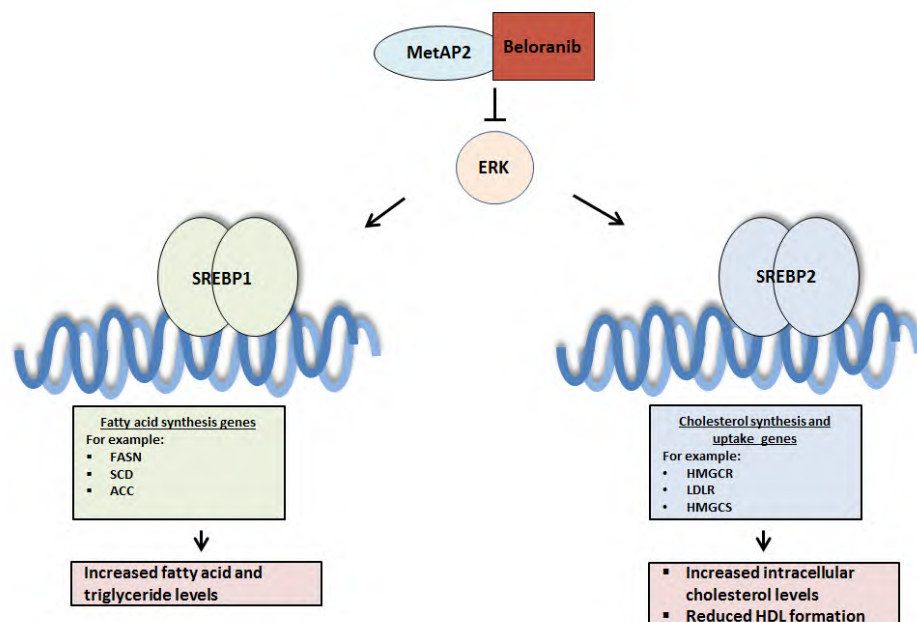 MetAP2
Beloranib
ERK
SREBP1
SREBP2
Fatty acid synthesis genes
For example:
▪ FASN
▪ SCD
▪ ACC
Cholesterol synthesis and
uptake genes
For example:
• HMGCR
• LDLR
• HMGCS
Increased fatty acid and
triglyceride levels
▪ Increased intracellular
cholesterol levels
▪ Reduced HDL formation